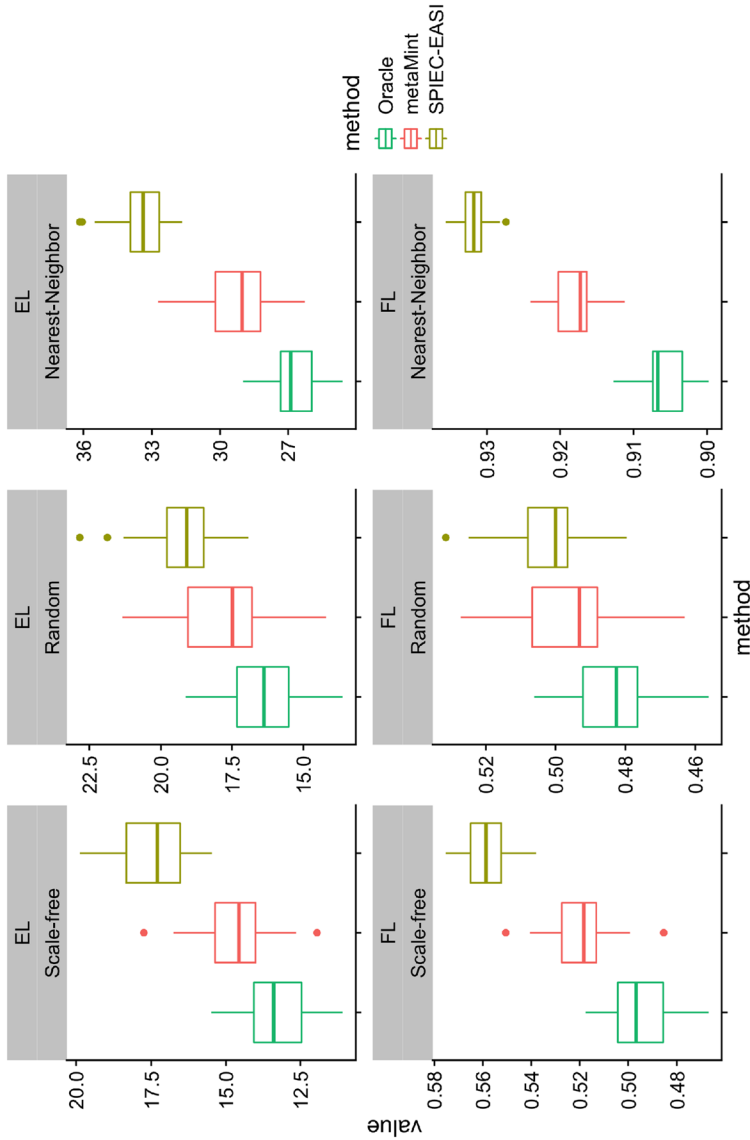 EL
Scale-free
EL
Random
EL
Nearest-Neighbor
20.0
17.5
15.0
12.5
22.5
20.0
17.5
15.0
36
33
30
27
FL
Scale-free
FL
Random
FL
Nearest-Neighbor
0.58
0.56
0.54
0.52
0.50
0.48
0.52
0.50
0.48
0.46
0.93
0.92
0.91
0.90
value
method
method
Oracle
metaMint
SPIEC-EASI